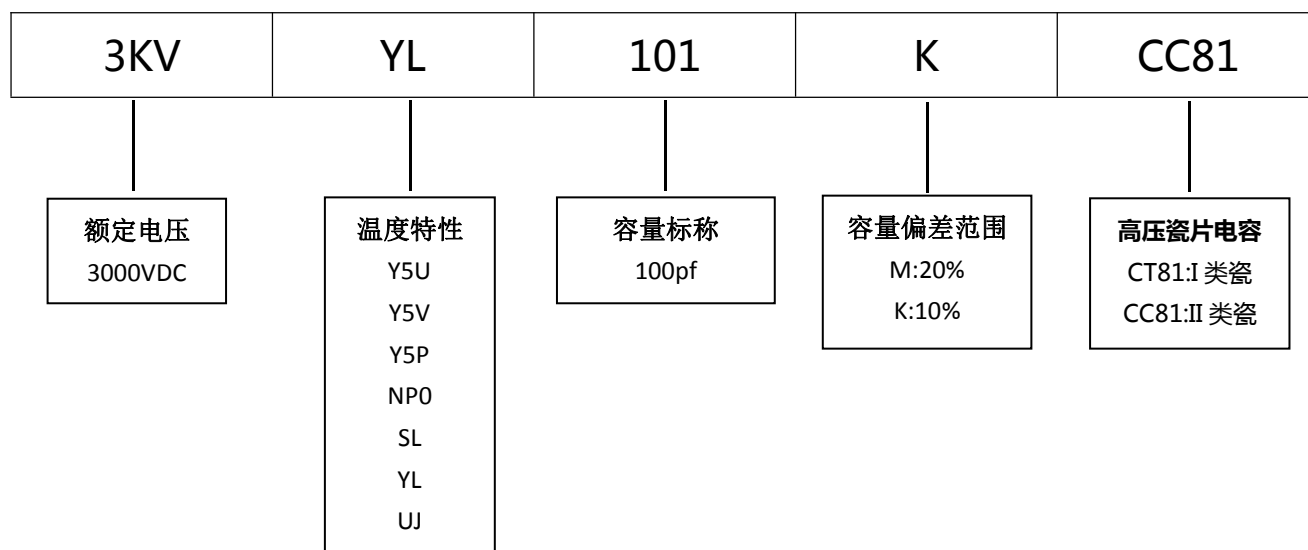 3KV YL 101 K CC81
额定电压
3000VDC
温度特性
Y5U
Y5V
Y5P
NP0
SL
YL
UJ
容量标称
100pf
容量偏差范围
M:20%
K:10%
高压瓷片电容
CT81:I 类瓷
CC81:II 类瓷